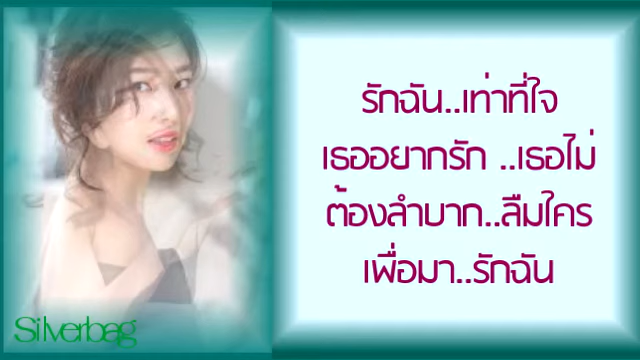 รักฉัน..เท่าที่ใจ
เธออยากรัก ..เธอไม่
ต้องลำบาก..ลืมใคร
เพื่อมา..รักฉัน
Silverbag